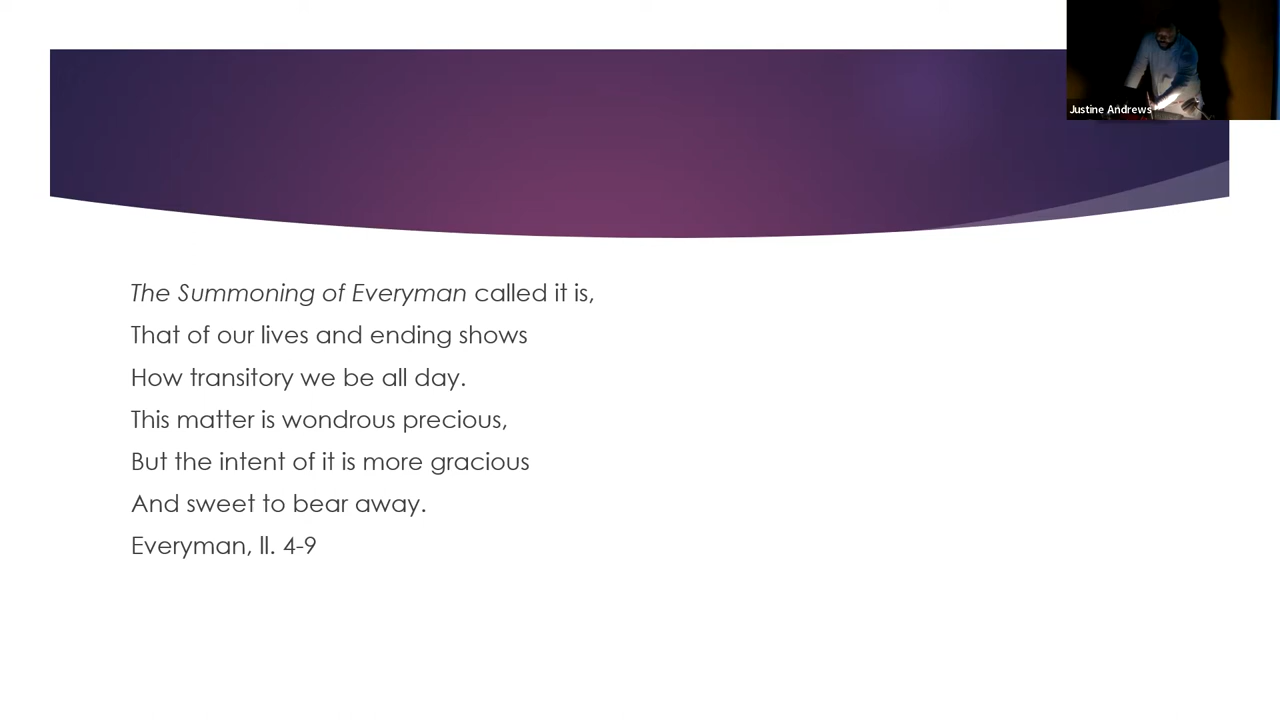 Justine Andrews
The Summoning of Everyman called it is,
That of our lives and ending shows
How transitory we be all day.
This matter is wondrous precious,
But the intent of it is more gracious
And sweet to bear away.
Everyman, ll. 4-9